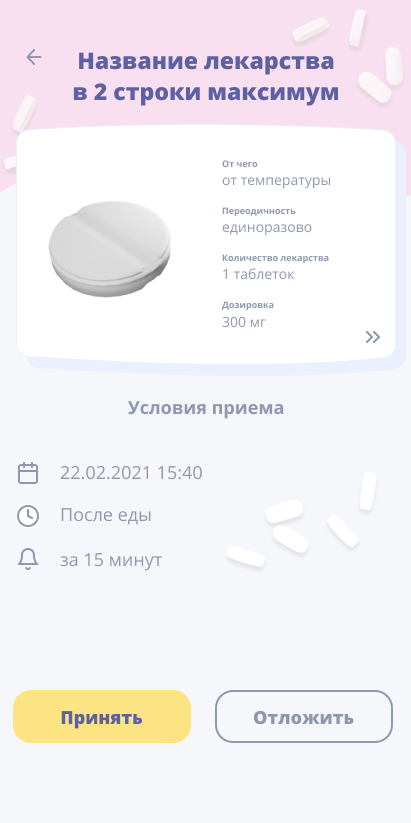 Название лекарства
в 2 строки максимум
От чего
от температуры
Переодичность
единоразово
Количество лекарства
1 таблеток
Дозировка
300 мг
Условия приема
22.02.2021 15:40
После еды
за 15 минут
Принять
Отложить